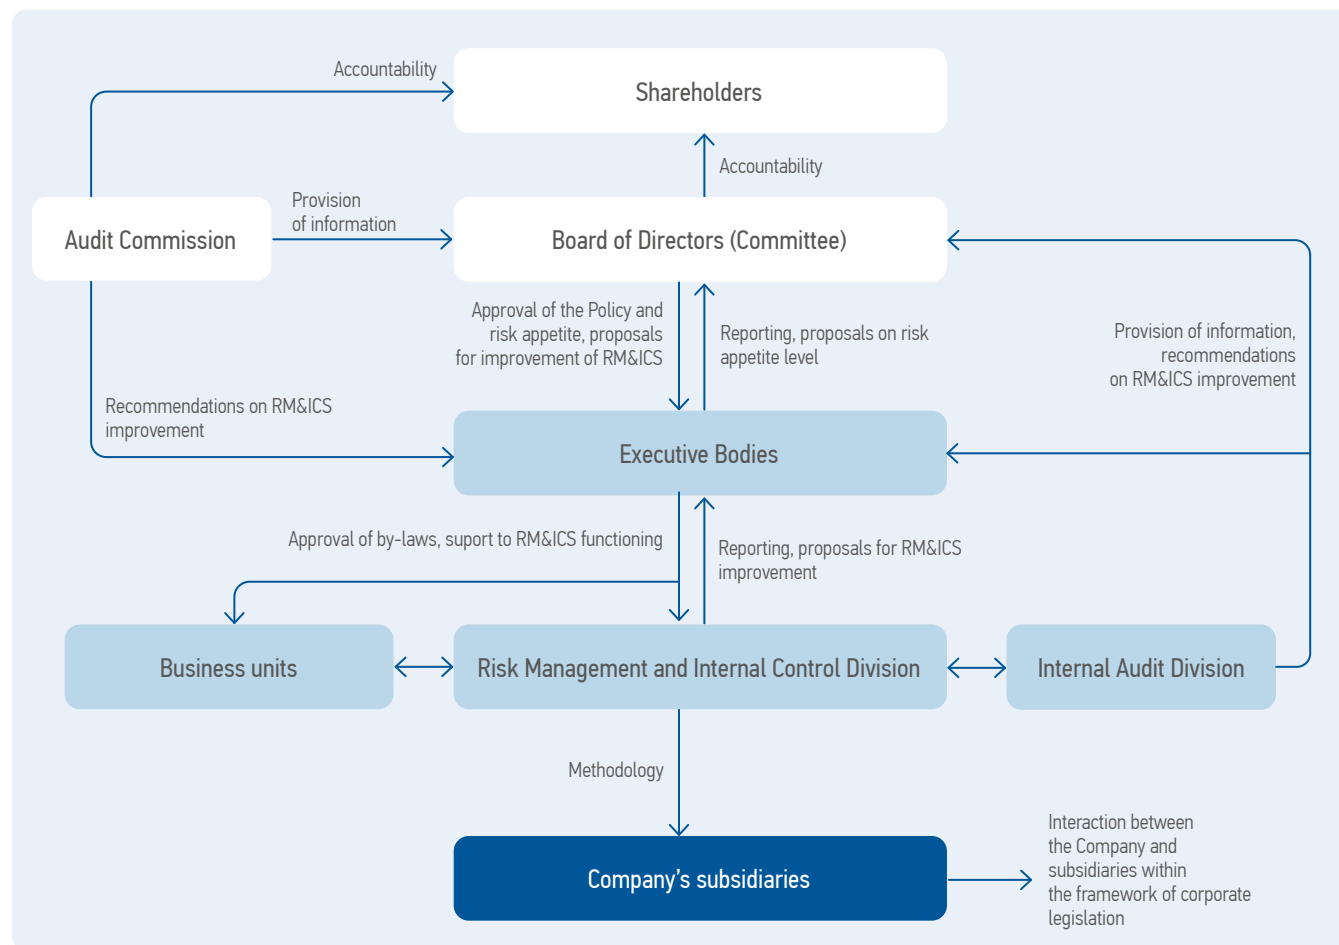 Accountability
Shareholders
Accountability
Provision
of information
Audit Commission
Board of Directors (Committee)
Approval of the Policy and
risk appetite, proposals
for improvement of RM&ICS
Reporting, proposals on risk
appetite level
Provision of information,
recommendations
on RM&ICS improvement
Recommendations on RM&ICS
improvement
Executive Bodies
Approval of by-laws, suport to RM&ICS functioning
Reporting, proposals for RM&ICS
improvement
Business units
Risk Management and Internal Control Division
Internal Audit Division
Methodology
Company's subsidiaries
Interaction between
the Company and
subsidiaries within
the framework of corporate
legislation